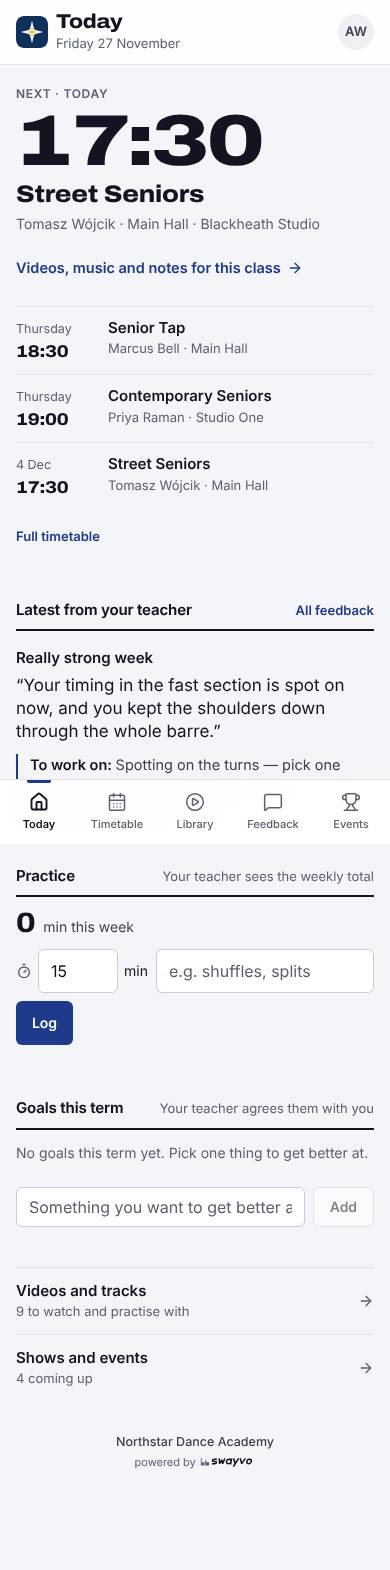 Today
Friday 27 November
AW
NEXT · TODAY
17:30
Street Seniors
Tomasz Wójcik · Main Hall · Blackheath Studio
Videos, music and notes for this class →
Thursday
18:30
Senior Tap
Marcus Bell · Main Hall
Thursday
19:00
Contemporary Seniors
Priya Raman · Studio One
4 Dec
17:30
Street Seniors
Tomasz Wójcik · Main Hall
Full timetable
Latest from your teacher
All feedback
Really strong week
“Your timing in the fast section is spot on
now, and you kept the shoulders down
through the whole barre.”
To work on: Spotting on the turns — pick one
Today
Timetable
Library
Feedback
Events
Practice
Your teacher sees the weekly total
0 min this week
15
min
e.g. shuffles, splits
Log
Goals this term
Your teacher agrees them with you
No goals this term yet. Pick one thing to get better at.
Something you want to get better a
Add
Videos and tracks
9 to watch and practise with
→
Shows and events
4 coming up
→
Northstar Dance Academy
powered by swayvo